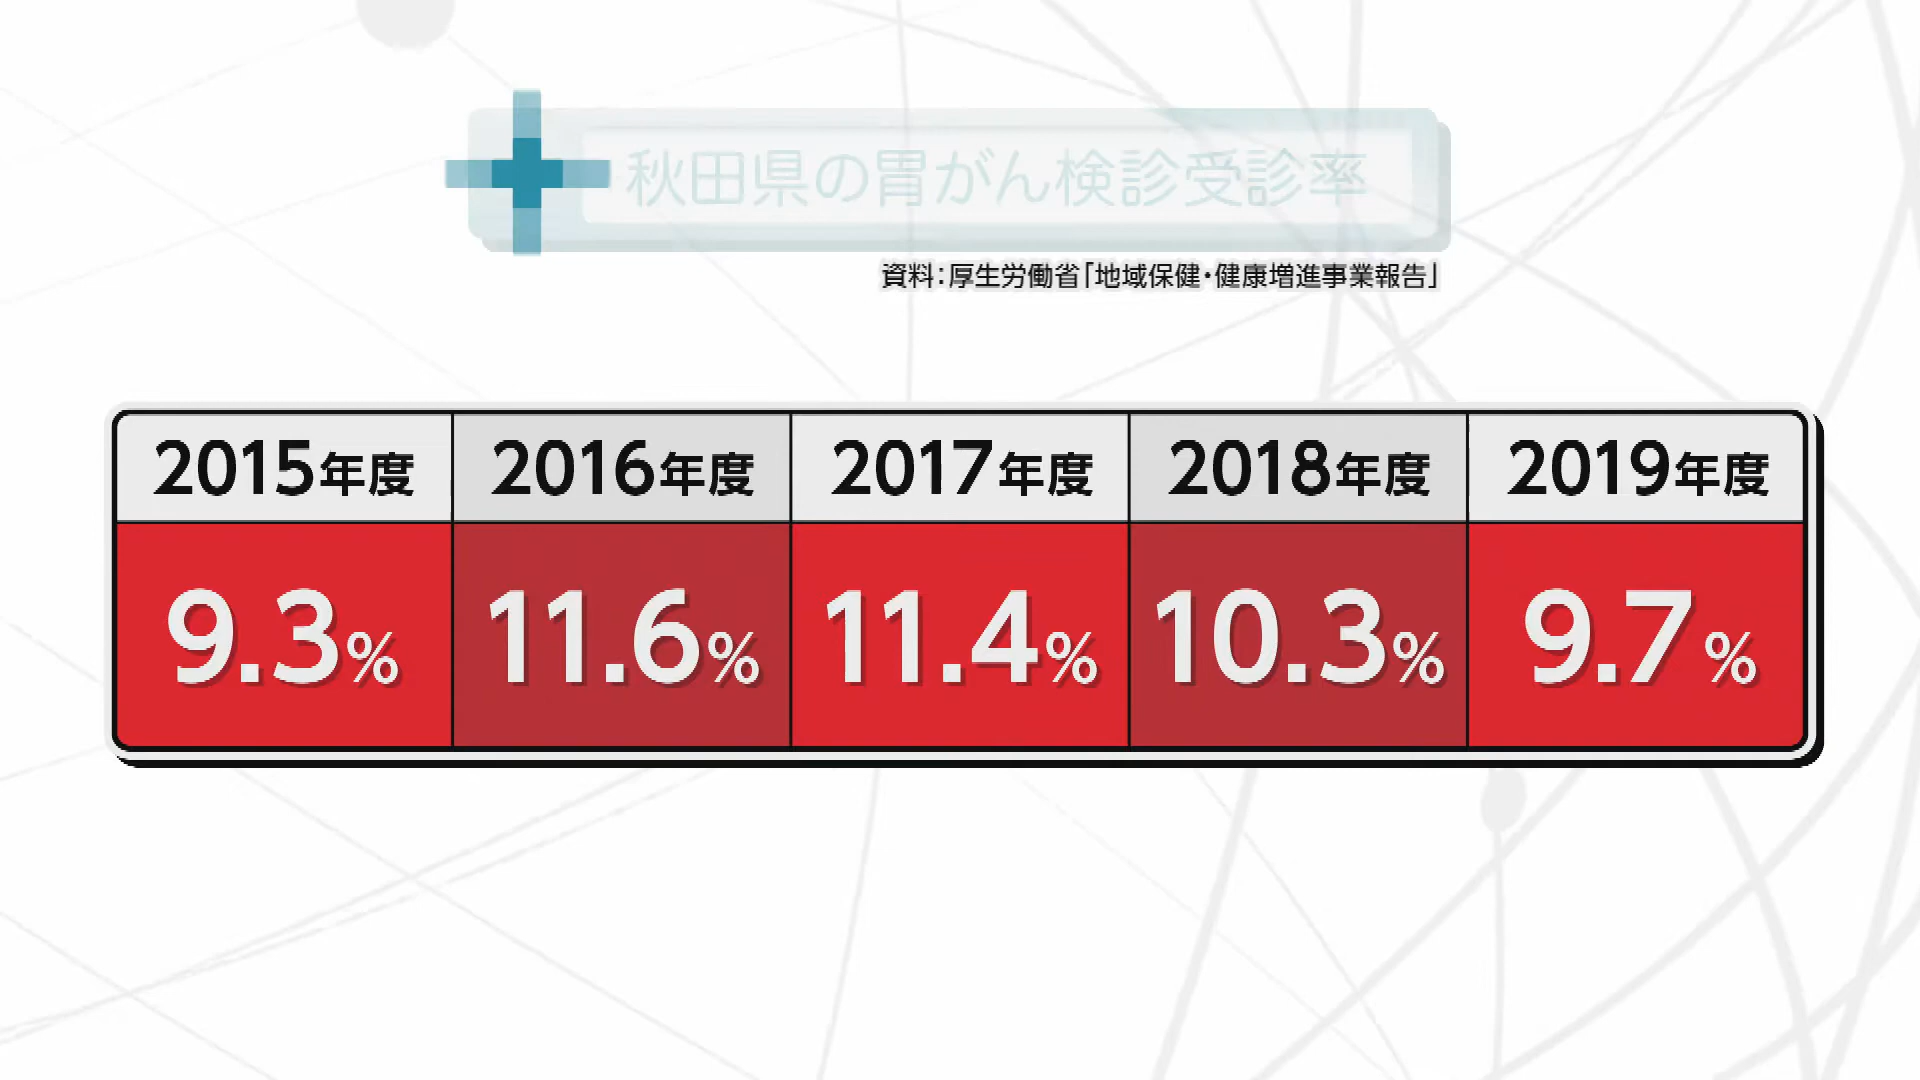 秋田県の胃がん検診受診率
資料:厚生労働省「地域保健・健康増進事業報告」
2015年度 2016年度 2017年度 2018年度 2019年度
9.3% 11.6% 11.4% 10.3% 9.7%